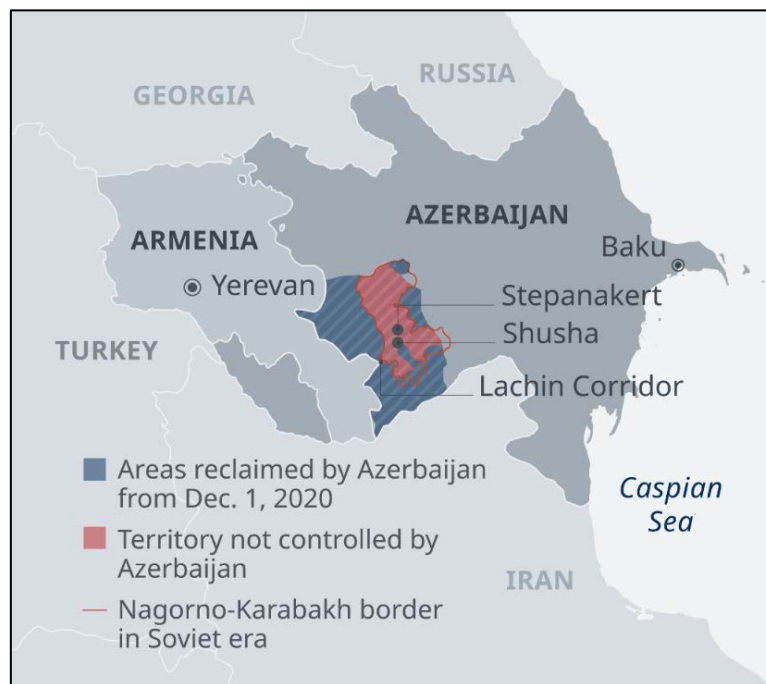 RUSSIA
GEORGIA
AZERBAIJAN
ARMENIA
Baku
Yerevan
Stepanakert
Shusha
TURKEY
Lachin Corridor
Areas reclaimed by Azerbaijan
from Dec. 1, 2020
Caspian
Sea
Territory not controlled by
Azerbaijan
IRAN
Nagorno-Karabakh border
in Soviet era